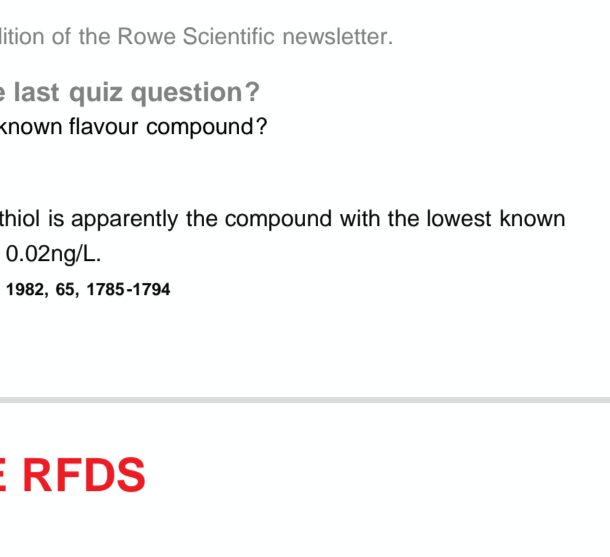 ition of the Rowe Scientific newsletter.
e last quiz question?
known flavour compound?
thiol is apparently the compound with the lowest known
0.02ng/L.
1982, 65, 1785-1794
E RFDS